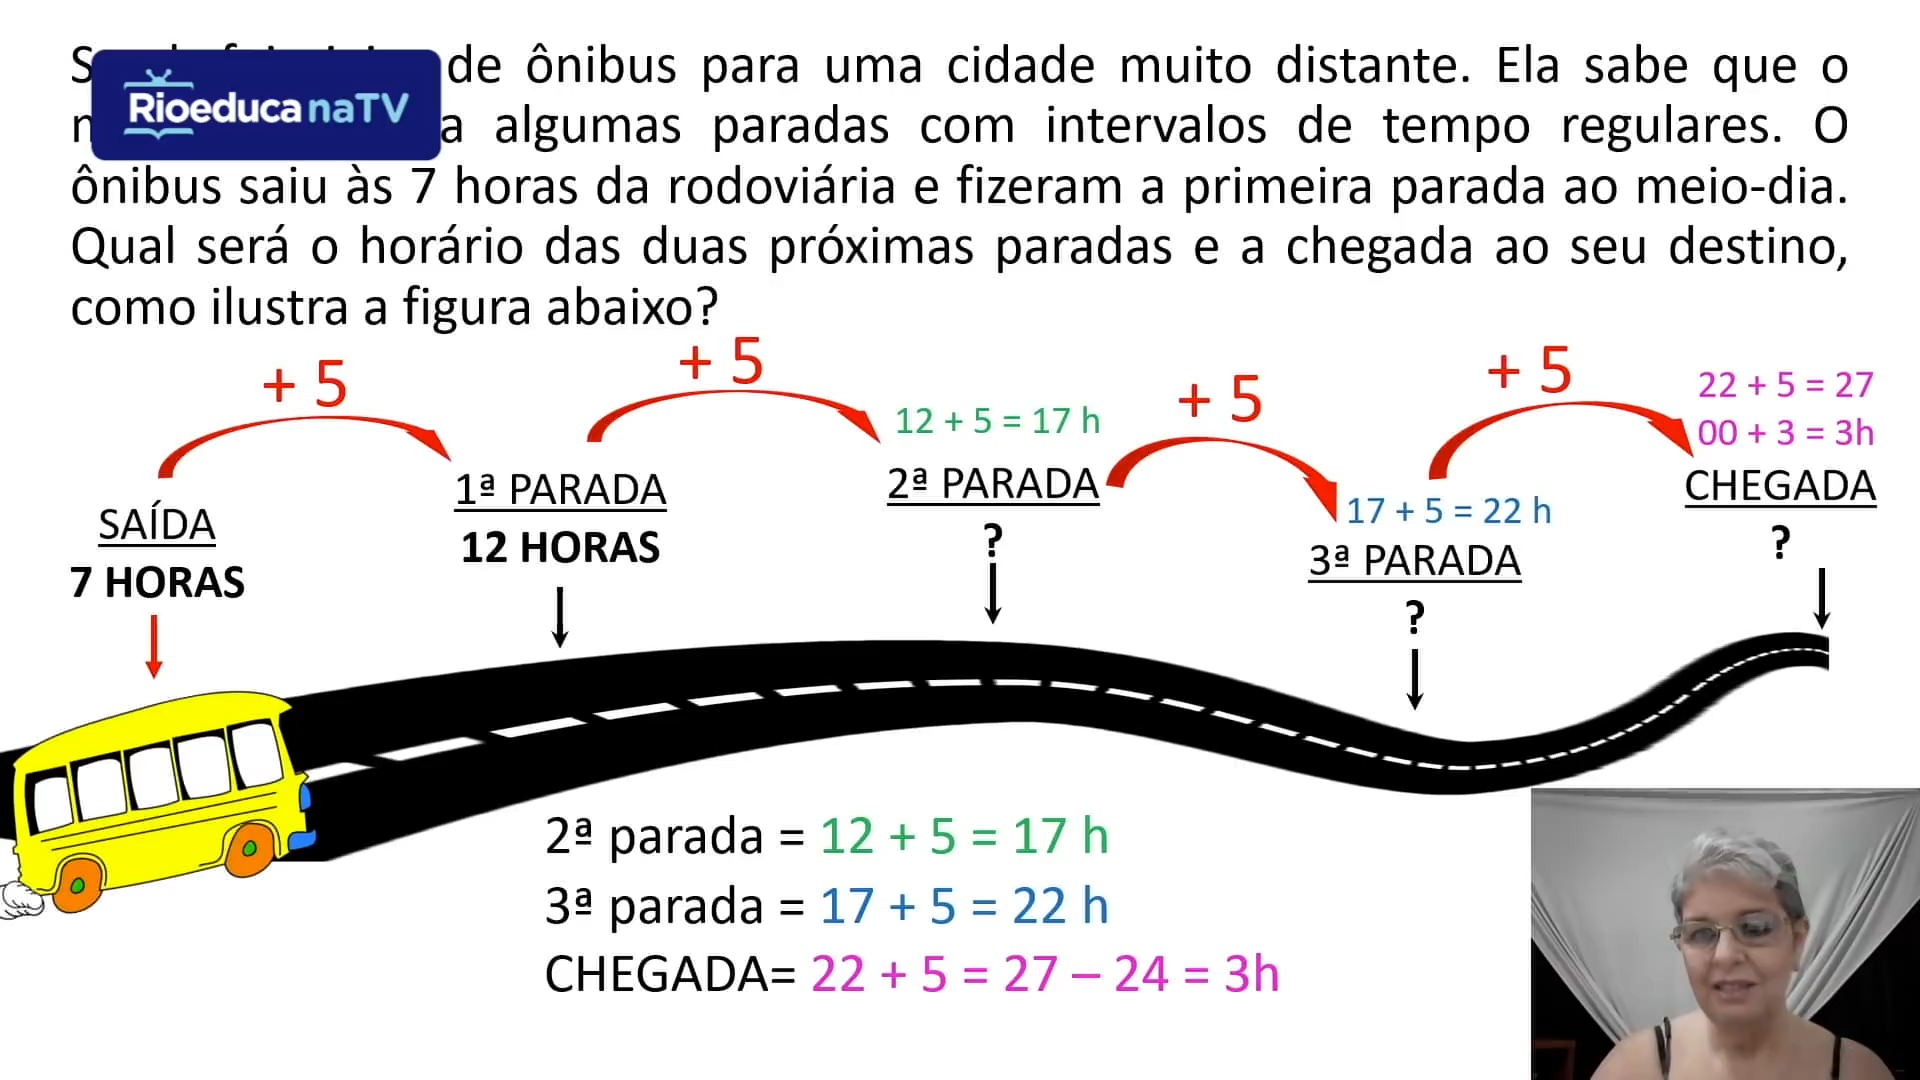 de ônibus para uma cidade muito distante. Ela sabe que o
Rioeduca naTV
a algumas paradas com intervalos de tempo regulares. O
ônibus saiu às 7 horas da rodoviária e fizeram a primeira parada ao meio-dia.
Qual será o horário das duas próximas paradas e a chegada ao seu destino,
como ilustra a figura abaixo?
+ 5
+ 5
+ 5
+ 5
22 + 5 = 27
00 + 3 = 3h
12 + 5 = 17 h
17 + 5 = 22 h
SAÍDA
7 HORAS
1ª PARADA
12 HORAS
2ª PARADA
?
3ª PARADA
?
CHEGADA
?
2ª parada = 12 + 5 = 17 h
3ª parada = 17 + 5 = 22 h
CHEGADA= 22 + 5 = 27 – 24 = 3h